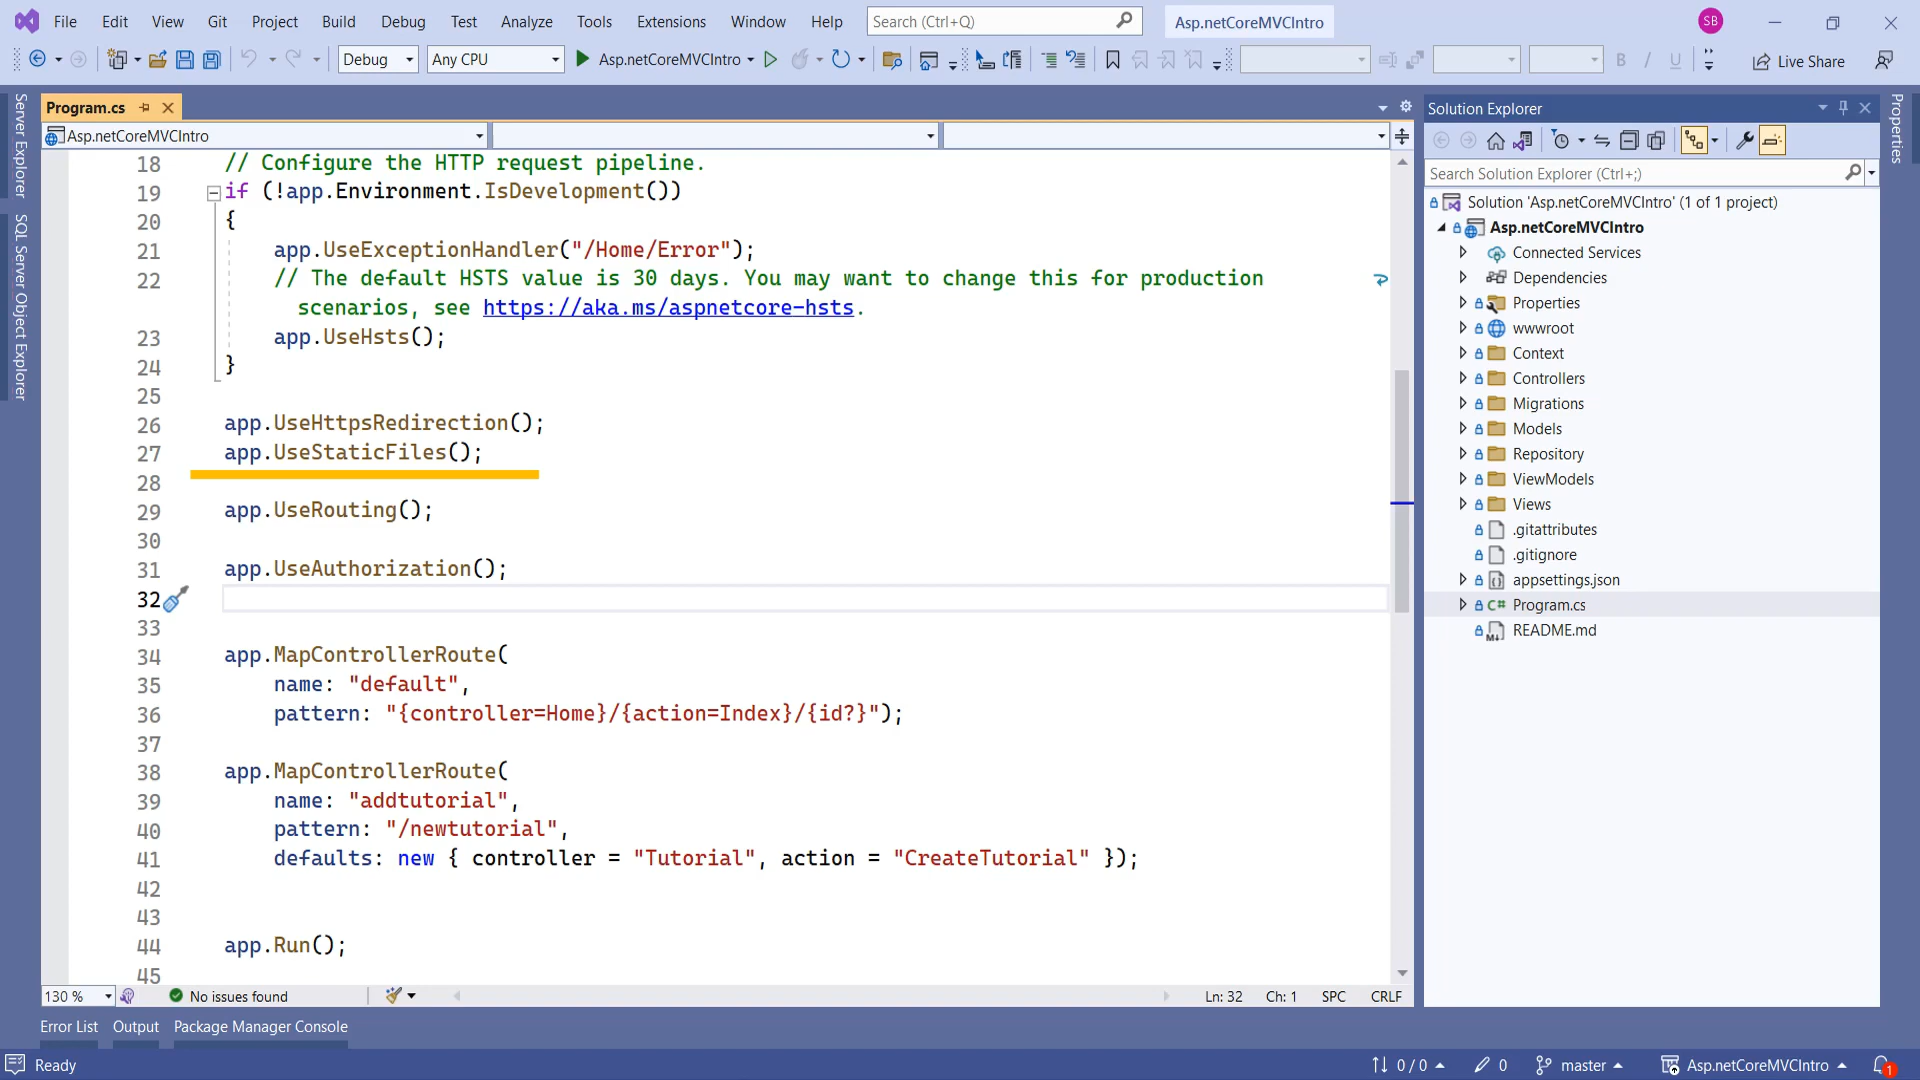 File Edit View Git Project Build Debug Test Analyze Tools Extensions Window Help Search (Ctrl+Q) Asp.netCoreMVCIntro SB
Debug Any CPU Asp.netCoreMVCIntro B I U Live Share
Server Explorer
SQL Server Object Explorer
Program.cs
Asp.netCoreMVCIntro
18 // Configure the HTTP request pipeline.
19 if (!app.Environment.IsDevelopment())
20 {
21 app.UseExceptionHandler("/Home/Error");
22 // The default HSTS value is 30 days. You may want to change this for production
scenarios, see https://aka.ms/aspnetcore-hsts.
23 app.UseHsts();
24 }
25
26 app.UseHttpsRedirection();
27 app.UseStaticFiles();
28
29 app.UseRouting();
30
31 app.UseAuthorization();
32
33
34 app.MapControllerRoute(
35 name: "default",
36 pattern: "{controller=Home}/{action=Index}/{id?}");
37
38 app.MapControllerRoute(
39 name: "addtutorial",
40 pattern: "/newtutorial",
41 defaults: new { controller = "Tutorial", action = "CreateTutorial" });
42
43
44 app.Run();
45
130 % No issues found Ln: 32 Ch: 1 SPC CRLF
Solution Explorer
Search Solution Explorer (Ctrl+;)
Solution 'Asp.netCoreMVCIntro' (1 of 1 project)
Asp.netCoreMVCIntro
Connected Services
Dependencies
Properties
wwwroot
Context
Controllers
Migrations
Models
Repository
ViewModels
Views
.gitattributes
.gitignore
appsettings.json
C# Program.cs
README.md
Properties
Error List Output Package Manager Console
Ready 0 / 0 0 master Asp.netCoreMVCIntro 1